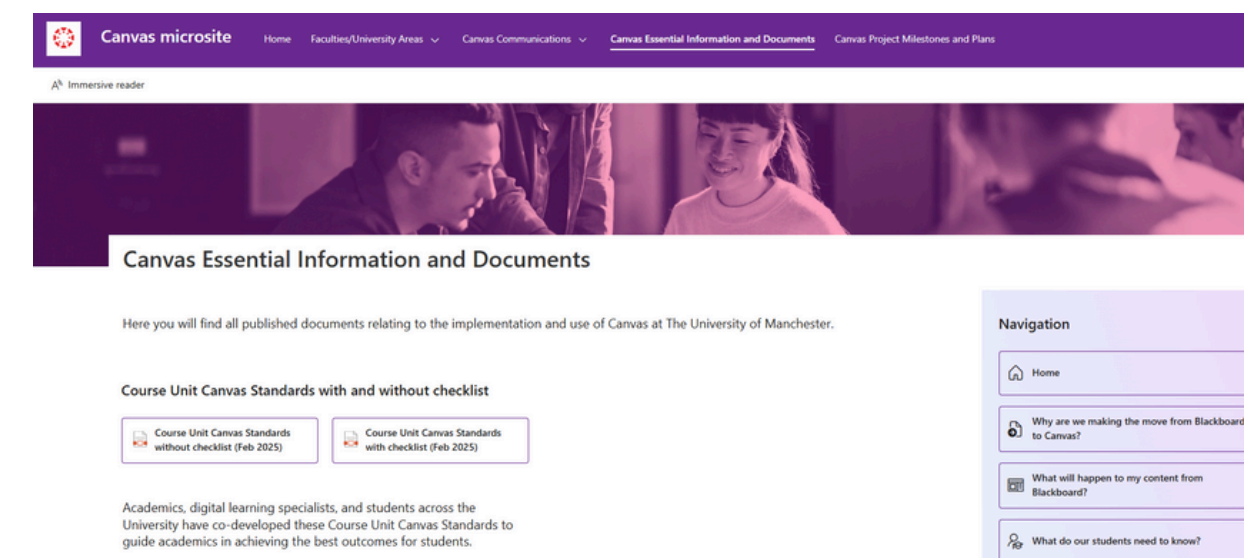 Canvas microsite Home Faculties/University Areas Canvas Communications Canvas Essential Information and Documents Canvas Project Milestones and Plans
Immersive reader
Canvas Essential Information and Documents
Here you will find all published documents relating to the implementation and use of Canvas at The University of Manchester.
Course Unit Canvas Standards with and without checklist
Course Unit Canvas Standards
without checklist (Feb 2025)
Course Unit Canvas Standards
with checklist (Feb 2025)
Academics, digital learning specialists, and students across the
University have co-developed these Course Unit Canvas Standards to
guide academics in achieving the best outcomes for students.
Navigation
Home
Why are we making the move from Blackboard
to Canvas?
What will happen to my content from
Blackboard?
What do our students need to know?